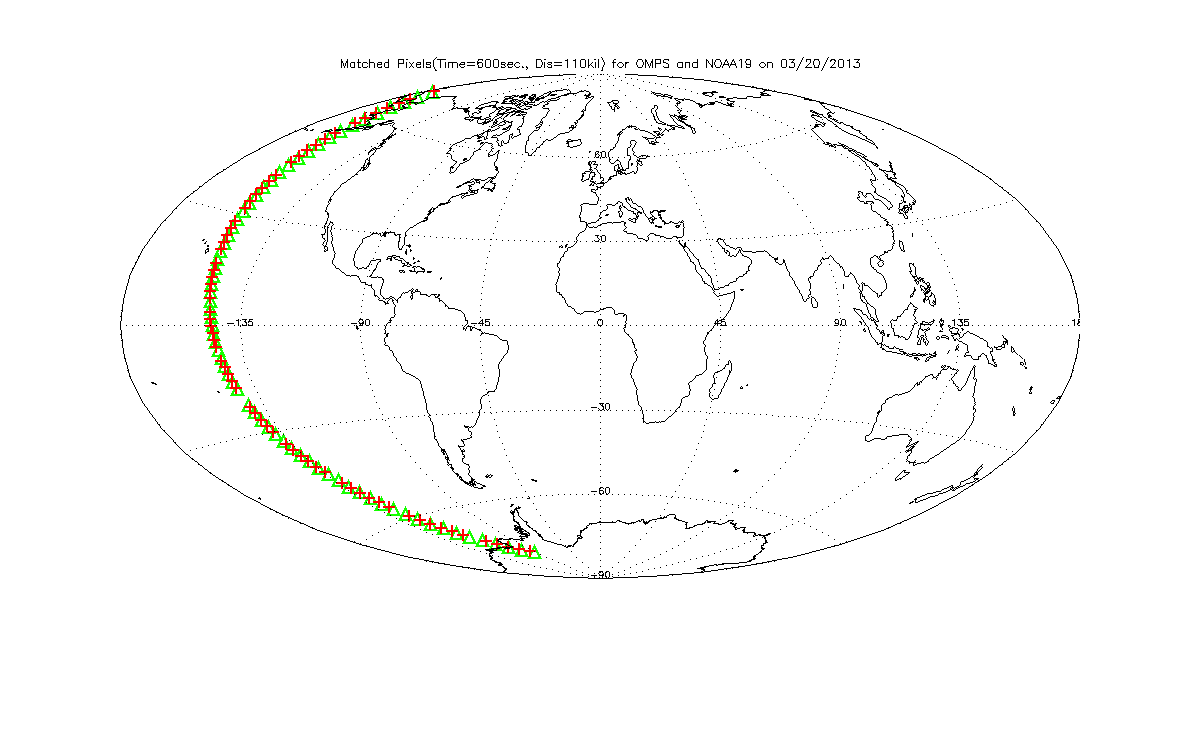 Matched Pixels(Time=600sec., Dis=110kil) for OMPS and NOAA19 on 03/20/2013
60
30
-135 -90 -45 0 45 90 135 18
-30
-60
-90